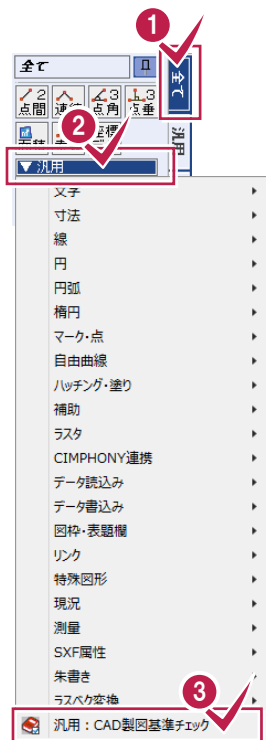 1
全て
全て
2 3 3
点間 連続 点角 点垂
2
汎用
▼ 汎用
文字
寸法
線
円
円弧
楕円
マーク・点
自由曲線
ハッチング・塗り
補助
ラスタ
CIMPHONY連携
データ読込み
データ書込み
図枠・表題欄
リンク
特殊図形
現況
測量
SXF属性
朱書き
ラスベク変換
3
汎用：CAD製図基準チェック